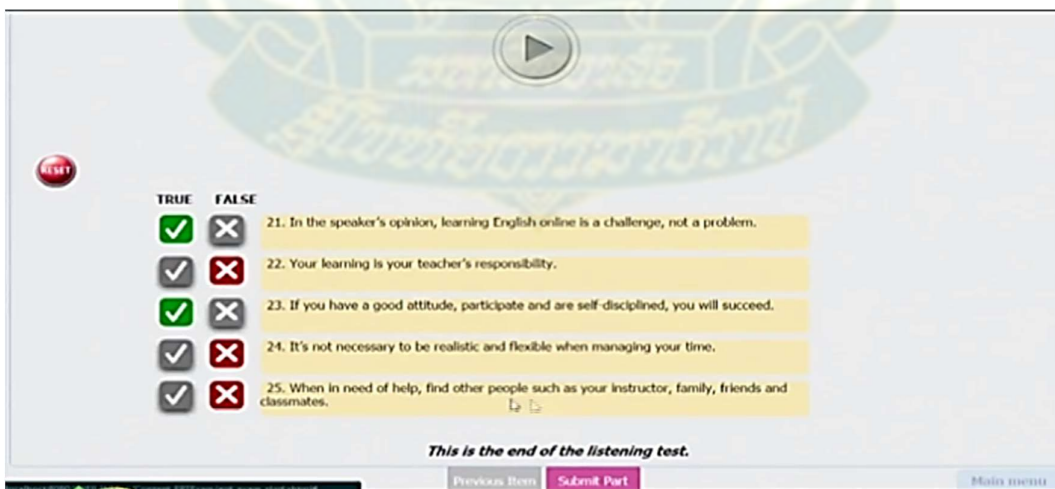 RESET
TRUE FALSE
21. In the speaker's opinion, learning English online is a challenge, not a problem.
22. Your learning is your teacher's responsibility.
23. If you have a good attitude, participate and are self-disciplined, you will succeed.
24. It's not necessary to be realistic and flexible when managing your time.
25. When in need of help, find other people such as your instructor, family, friends and
classmates.
This is the end of the listening test.
Previous Item Submit Part Main menu